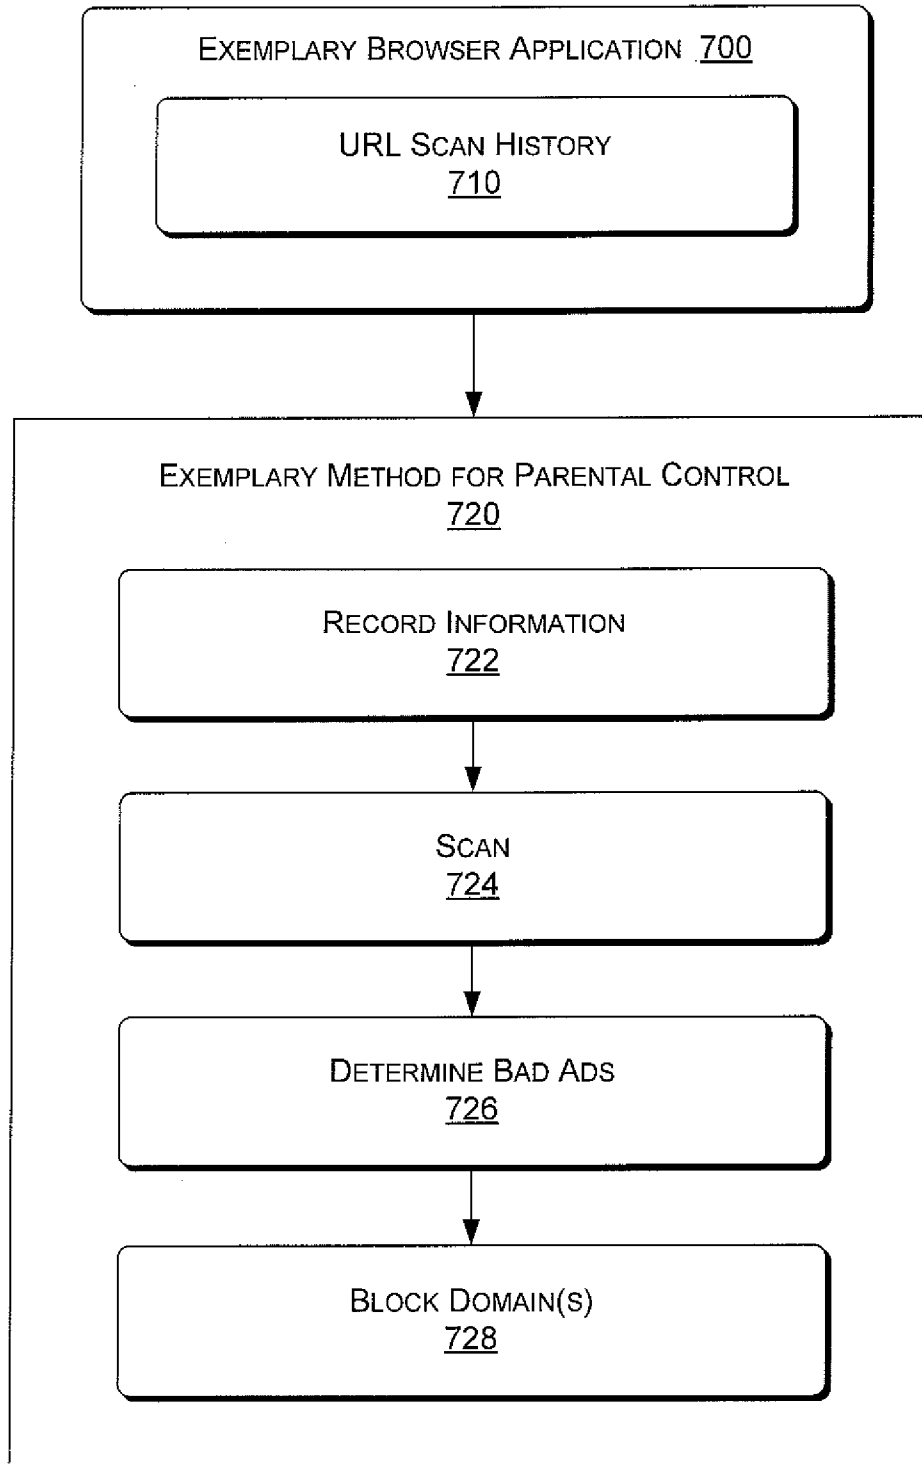 EXEMPLARY BROWSER APPLICATION 700
URL SCAN HISTORY
710
EXEMPLARY METHOD FOR PARENTAL CONTROL
720
RECORD INFORMATION
722
SCAN
724
DETERMINE BAD ADS
726
BLOCK DOMAIN(S)
728